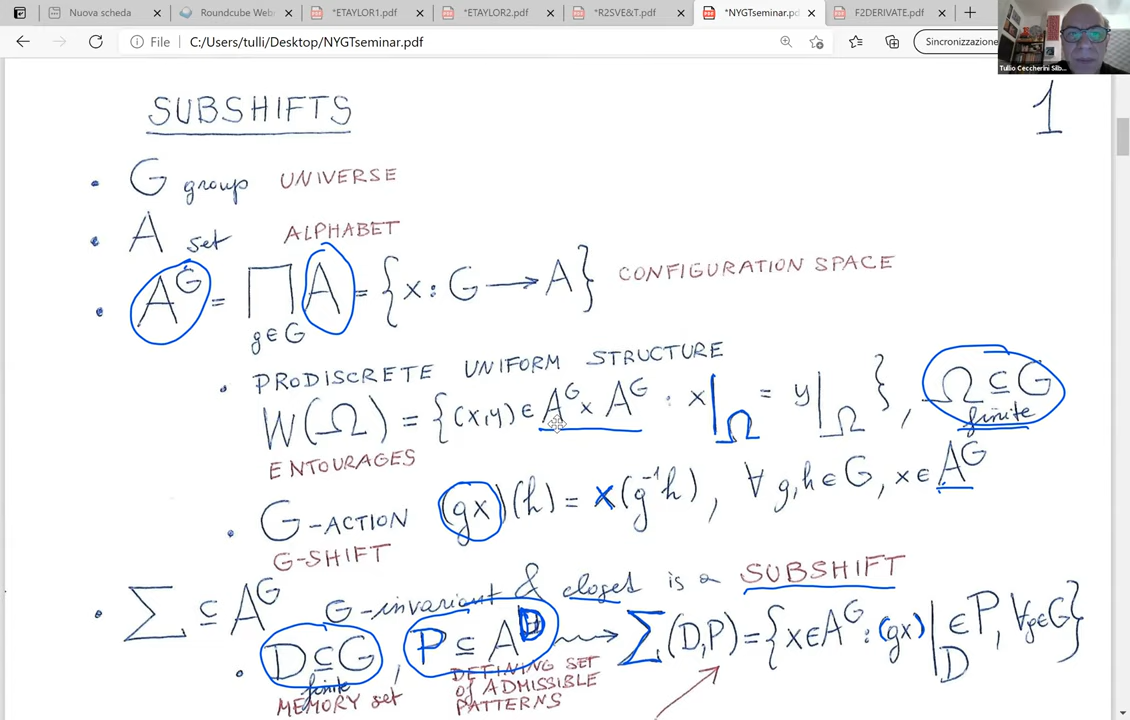 Nuova scheda
Roundcube Web
*ETAYLOR1.pdf
*ETAYLOR2.pdf
*R2SVE&T.pdf
*NYGTseminar.pd
F2DERIVATE.pdf
File C:/Users/tulli/Desktop/NYGTseminar.pdf
Sincronizzazione
Tullio Ceccherini Silb...
SUBSHIFTS
1
• G group UNIVERSE
• A set ALPHABET
• A^G = ∏_{g∈G} A = {x : G → A} CONFIGURATION SPACE
• PRODISCRETE UNIFORM STRUCTURE
W(Ω) = {(x,y) ∈ A^G × A^G : x|_Ω = y|_Ω}, Ω ⊆ G finite
ENTOURAGES
• G-ACTION (gx)(h) = x(g^{-1}h), ∀ g,h ∈ G, x ∈ A^G
G-SHIFT
• Σ ⊆ A^G G-invariant & closed is a SUBSHIFT
• D ⊆ G finite, P ⊆ A^D ⇝ Σ(D,P) = {x ∈ A^G : (gx)|_D ∈ P, ∀g∈G}
MEMORY set
DEFINING SET
of ADMISSIBLE
PATTERNS